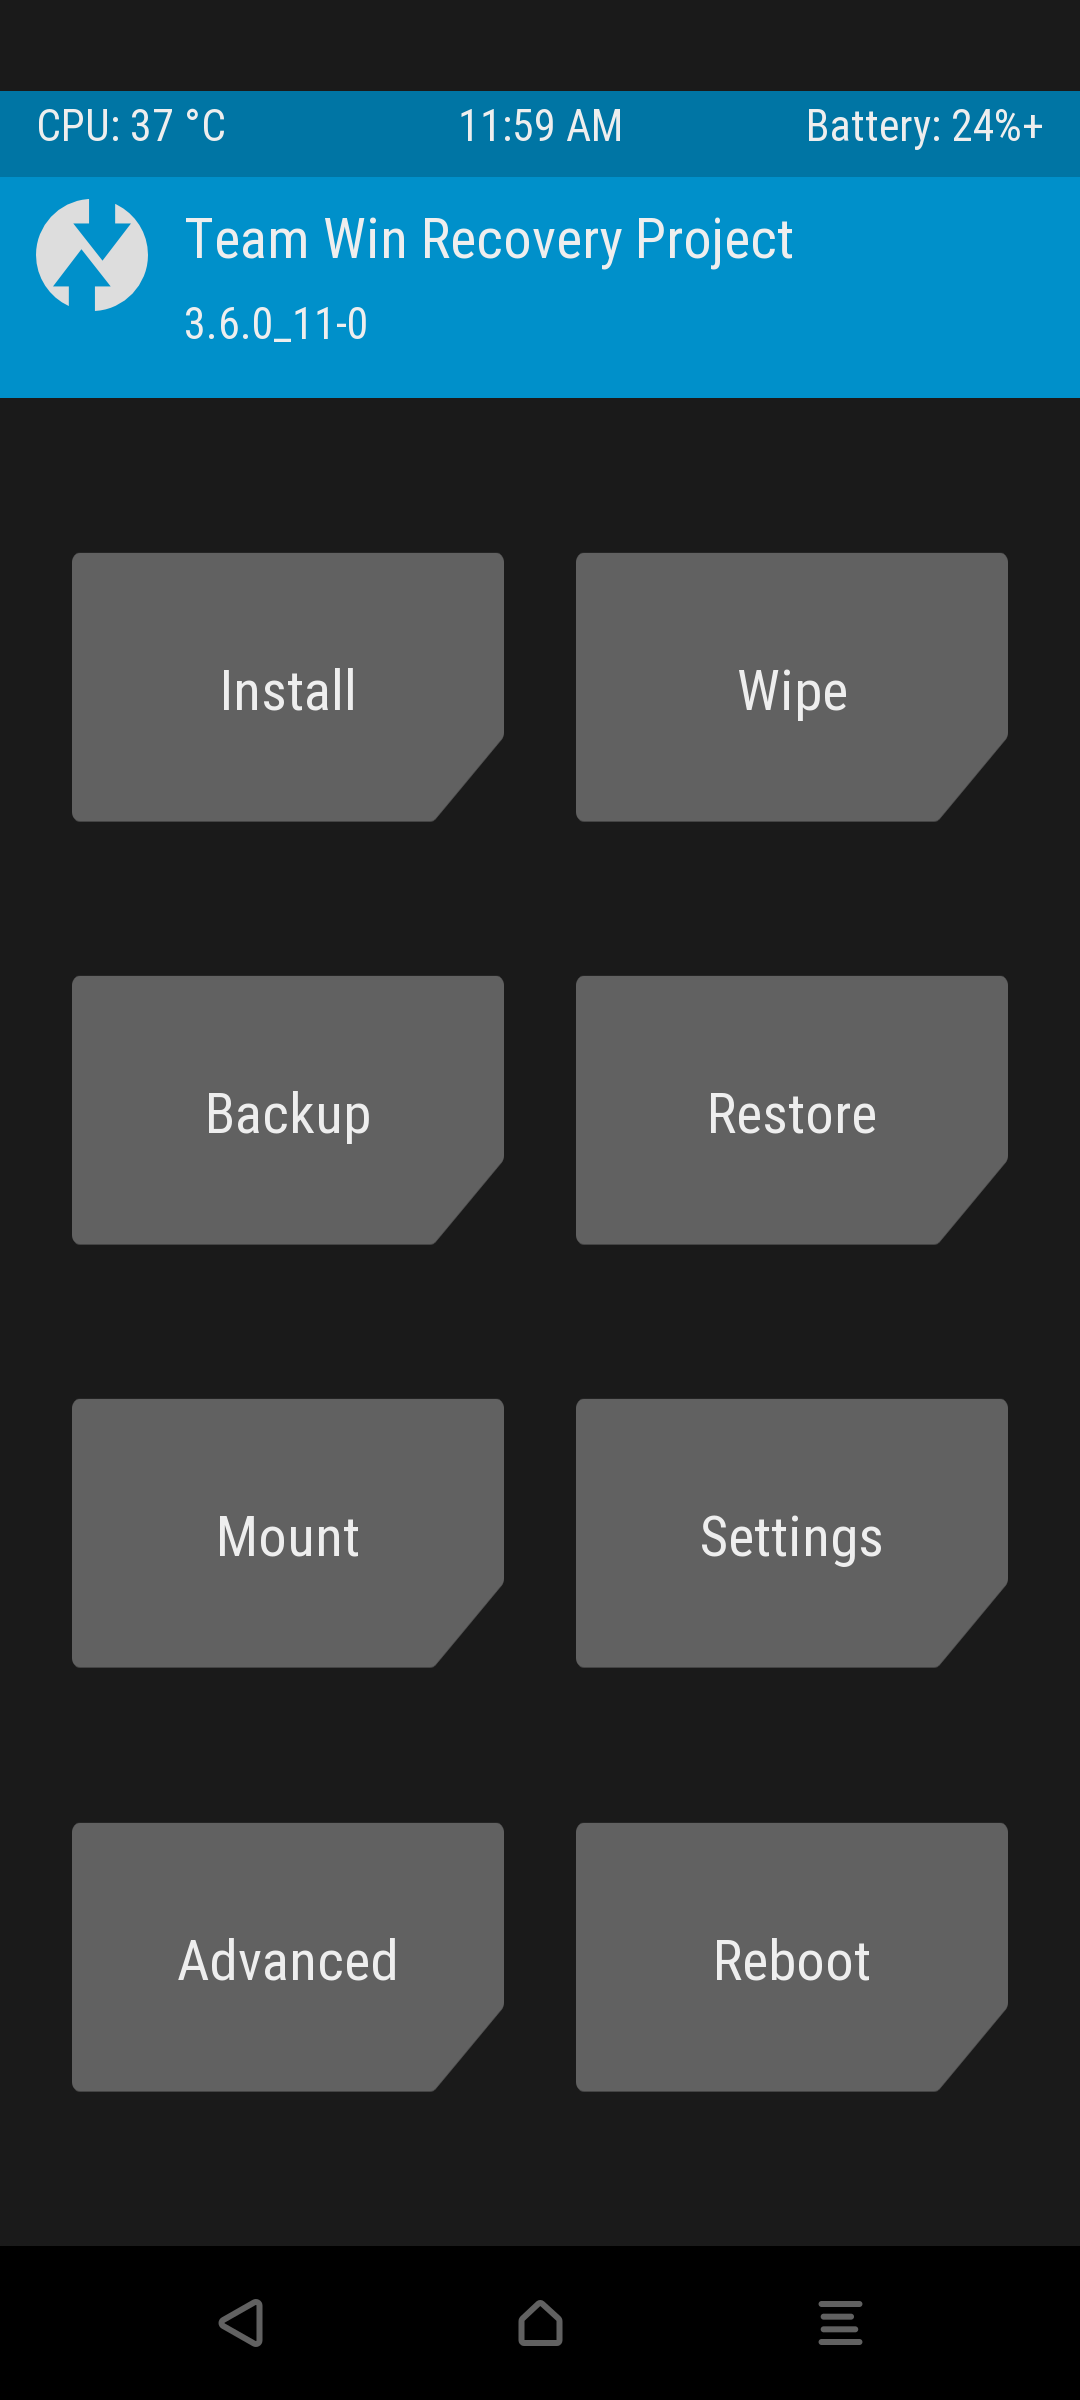 CPU: 37 °C 11:59 AM Battery: 24%+
Team Win Recovery Project
3.6.0_11-0
Install Wipe
Backup Restore
Mount Settings
Advanced Reboot